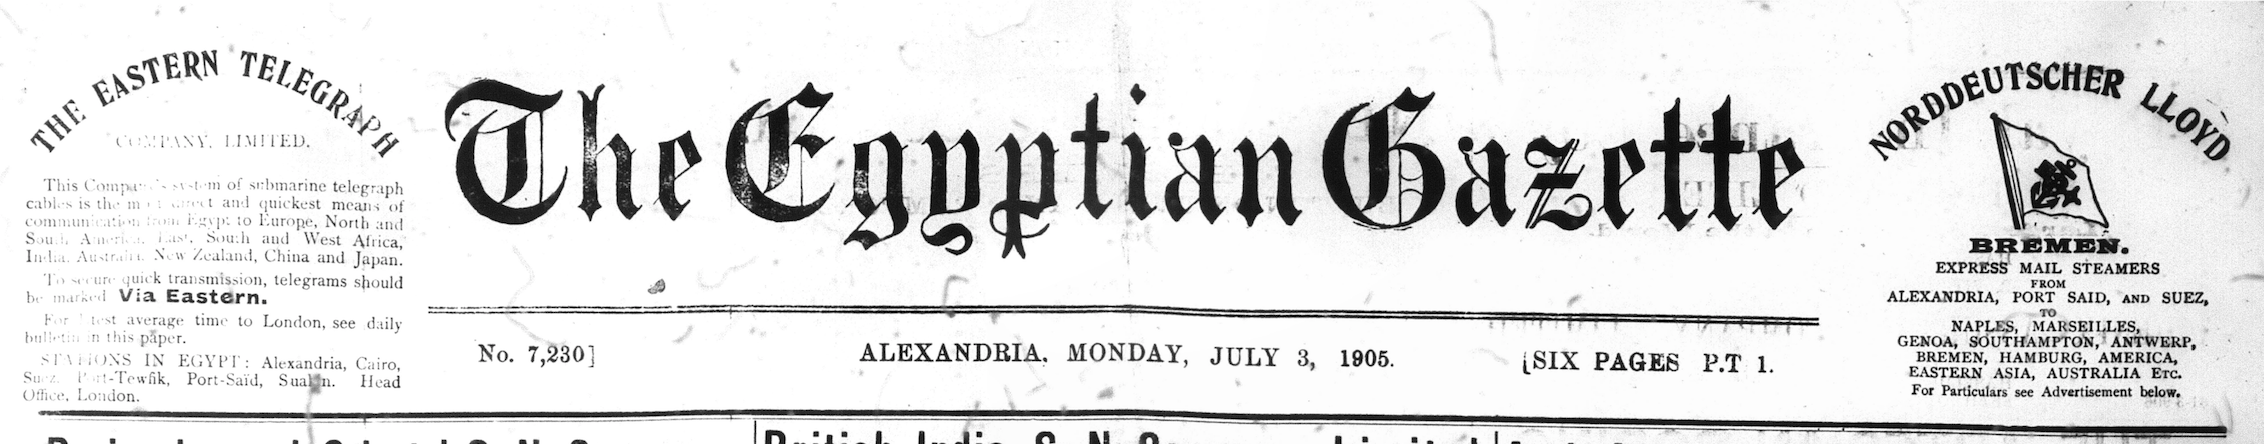 THE EASTERN TELEGRAPH
COMPANY, LIMITED.
This Company's system of submarine telegraph
cables is the most direct and quickest means of
communication from Egypt to Europe, North and
South America, East, South and West Africa,
India, Australia, New Zealand, China and Japan.
To secure quick transmission, telegrams should
be marked Via Eastern.
For latest average time to London, see daily
bulletin in this paper.
STATIONS IN EGYPT: Alexandria, Cairo,
Suez, Port-Tewfik, Port-Saïd, Suakin. Head
Office, London.
The Egyptian Gazette
No. 7,230]
ALEXANDRIA, MONDAY, JULY 3, 1905.
[SIX PAGES P.T 1.
NORDDEUTSCHER LLOYD
BREMEN.
EXPRESS MAIL STEAMERS
FROM
ALEXANDRIA, PORT SAID, AND SUEZ,
TO
NAPLES, MARSEILLES,
GENOA, SOUTHAMPTON, ANTWERP,
BREMEN, HAMBURG, AMERICA,
EASTERN ASIA, AUSTRALIA ETC.
For Particulars see Advertisement below.
British India S. N. Limited